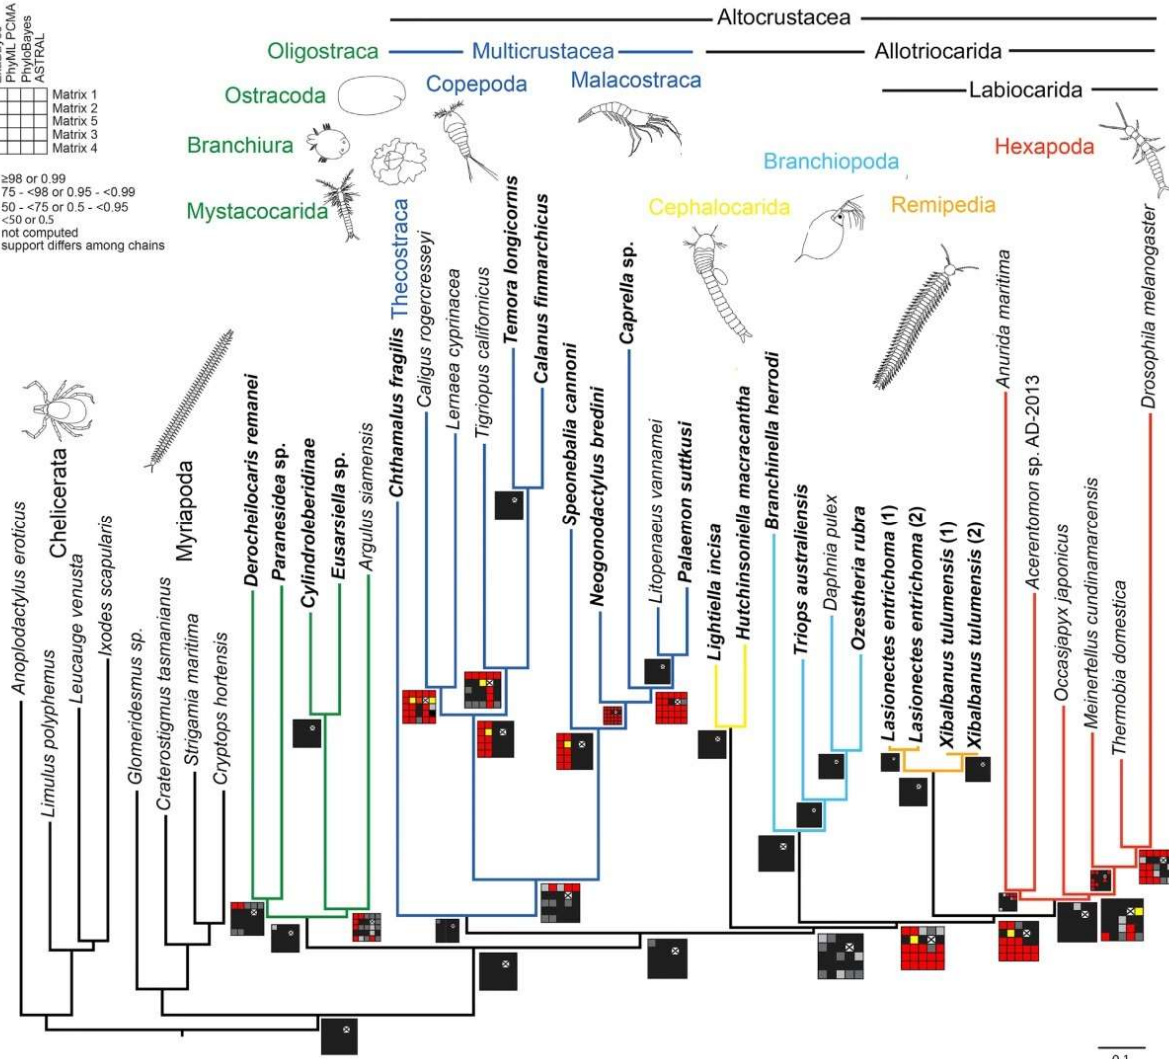 PhyML PCMA
PhyloBayes
ASTRAL
Matrix 1
Matrix 2
Matrix 5
Matrix 3
Matrix 4
≥98 or 0.99
75 - <98 or 0.95 - <0.99
50 - <75 or 0.5 - <0.95
<50 or 0.5
not computed
support differs among chains
Altocrustacea
Oligostraca
Multicrustacea
Allotriocarida
Ostracoda
Copepoda
Malacostraca
Labiocarida
Branchiura
Branchiopoda
Hexapoda
Mystacocarida
Thecostraca
Cephalocarida
Remipedia
Chelicerata
Myriapoda
Anoplodactylus eroticus
Limulus polyphemus
Leucauge venusta
Ixodes scapularis
Glomeridesmus sp.
Craterostigmus tasmanianus
Strigamia maritima
Cryptops hortensis
Derocheilocaris remanei
Paranesidea sp.
Cylindroleberidinae
Eusarsiella sp.
Argulus siamensis
Chthamalus fragilis
Caligus rogercresseyi
Lernaea cyprinacea
Tigriopus californicus
Temora longicornis
Calanus finmarchicus
Speonebalia cannoni
Neogonodactylus bredini
Caprella sp.
Litopenaeus vannamei
Palaemon suttkusi
Lightiella incisa
Hutchinsoniella macracantha
Branchinella herrodi
Triops australiensis
Daphnia pulex
Ozestheria rubra
Lasionectes entrichoma (1)
Lasionectes entrichoma (2)
Xibalbanus tulumensis (1)
Xibalbanus tulumensis (2)
Anurida maritima
Acerentomon sp. AD-2013
Occasjapyx japonicus
Meinertellus cundinamarcensis
Thermobia domestica
Drosophila melanogaster